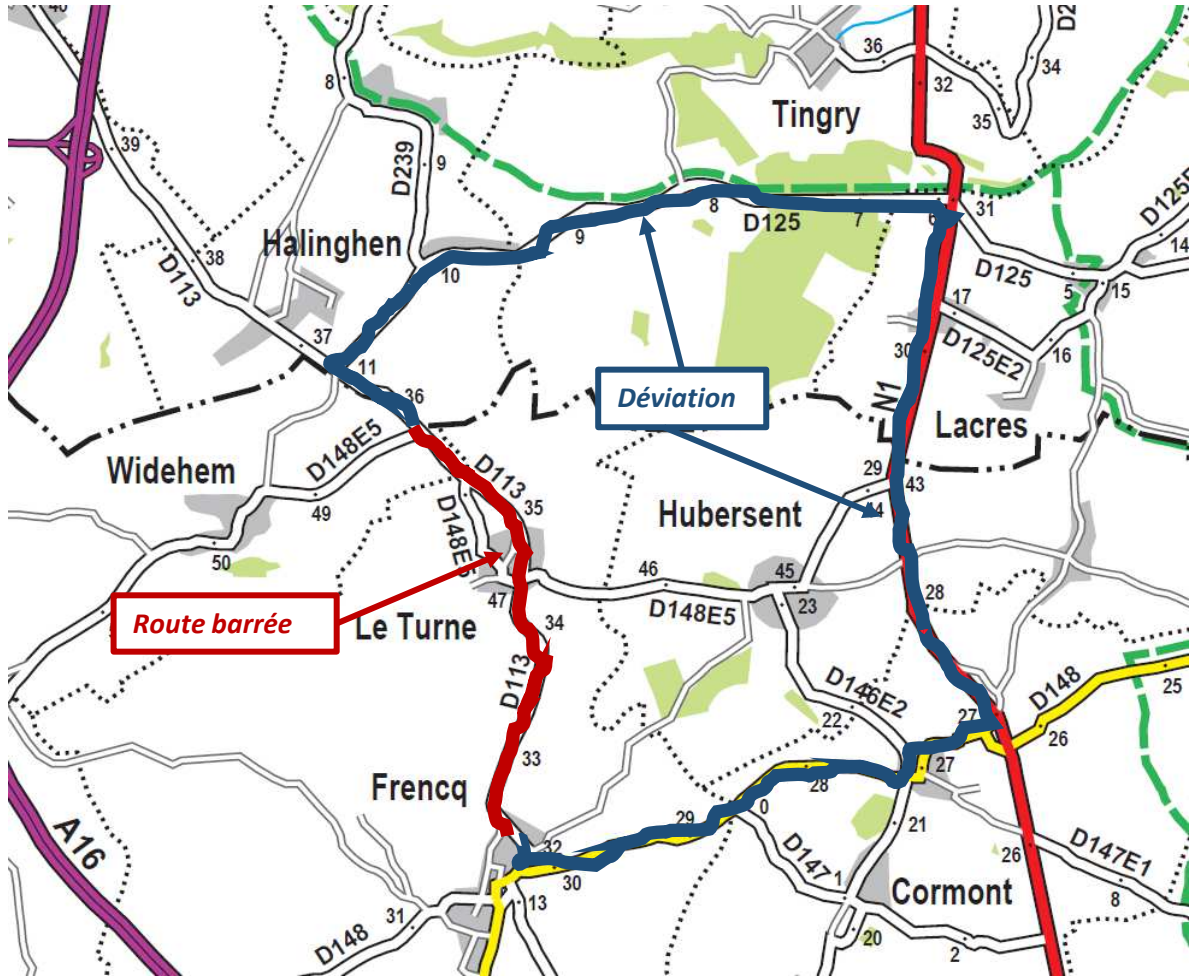 40
D2
36
34
8
32
39
35
Tingry
9
D239
8
31
7
6
D125E
9
D125
14
Halinghen
38
10
D125
5
15
D113
17
37
16
30
D125E2
11
36
Déviation
N1
Lacres
D148E5
29
Widehem
D113
43
35
Hubersent
44
49
D148E5
50
46
45
28
47
D148E5
23
Route barrée
34
Le Turne
D148
25
D113
D146E2
27
22
26
33
27
Frencq
28
0
29
21
32
26
A16
D147E1
30
D147
1
8
13
Cormont
31
D148
20
2